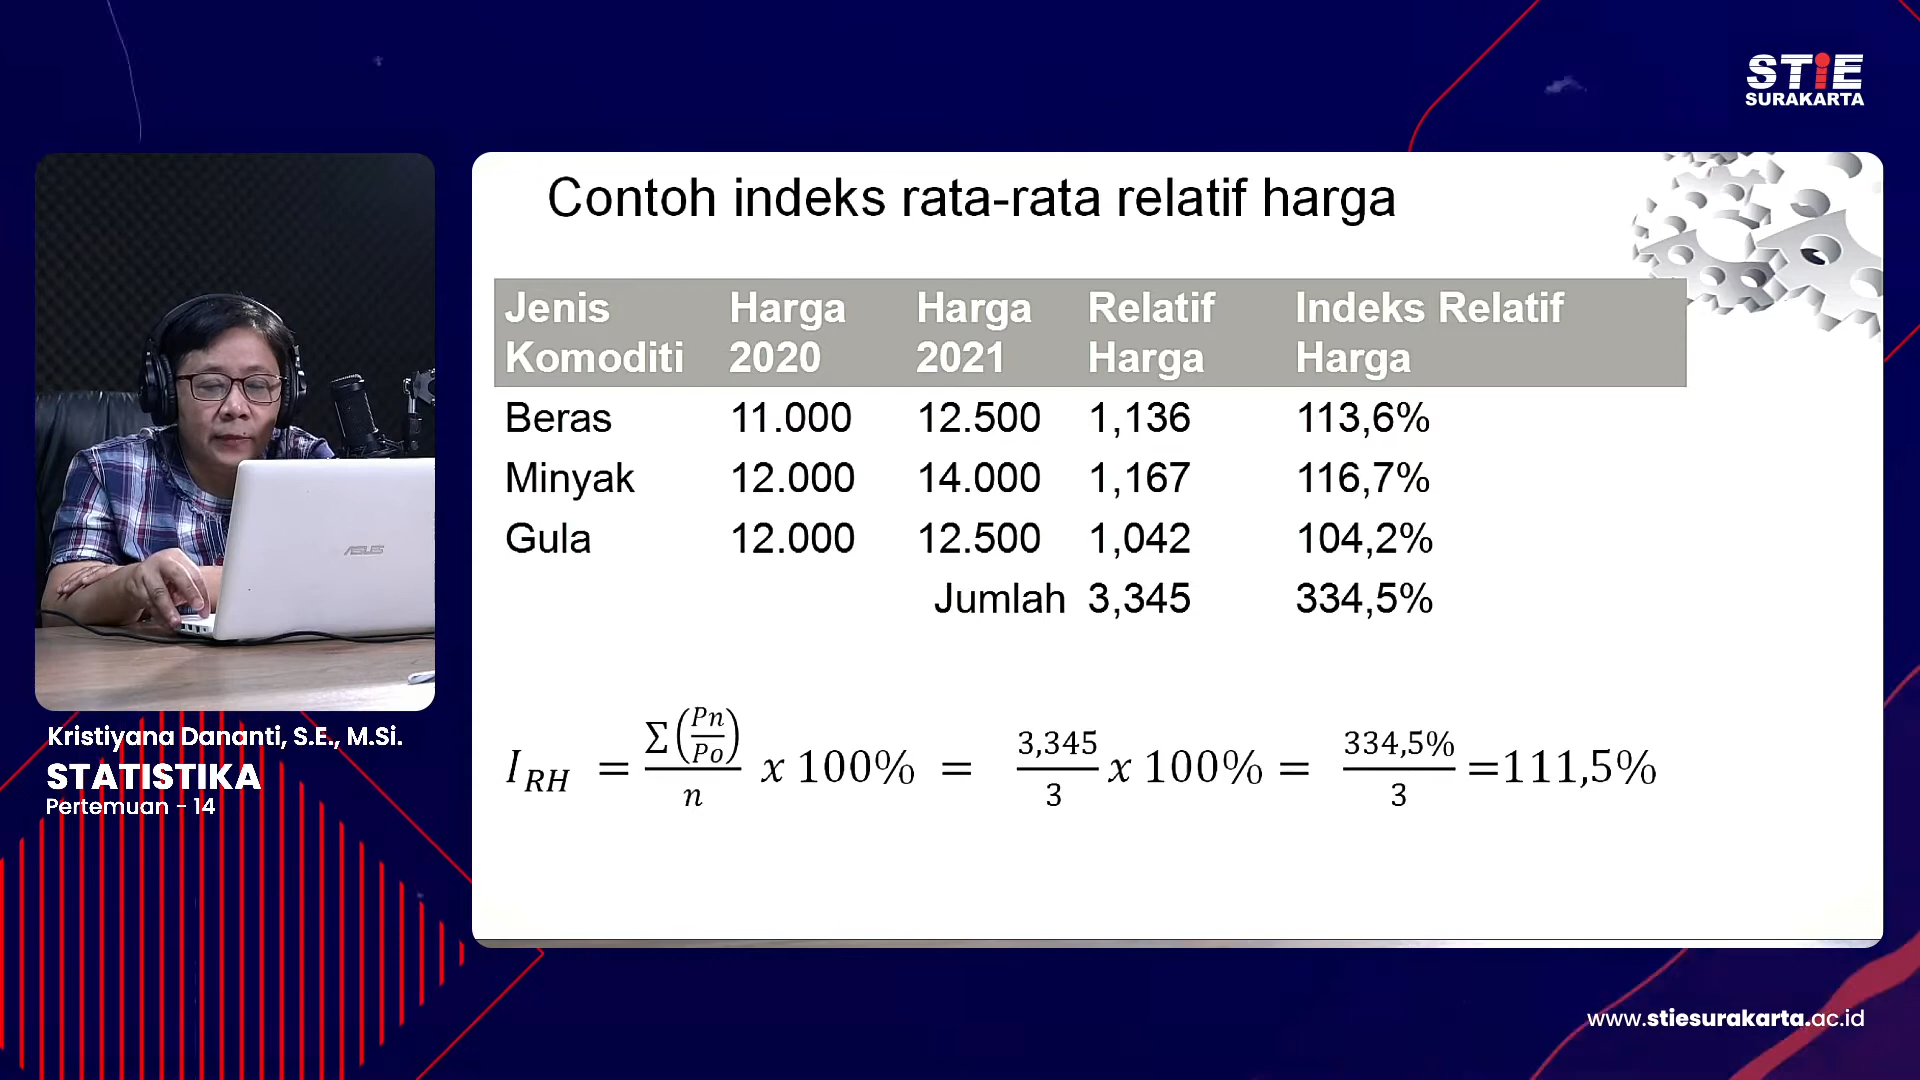 STiE
SURAKARTA
Contoh indeks rata-rata relatif harga
Jenis Komoditi Harga 2020 Harga 2021 Relatif Harga Indeks Relatif Harga
Beras 11.000 12.500 1,136 113,6%
Minyak 12.000 14.000 1,167 116,7%
Gula 12.000 12.500 1,042 104,2%
Jumlah 3,345 334,5%
I_RH = Σ(Pn/Po)/n x 100% = 3,345/3 x 100% = 334,5%/3 =111,5%
ASUS
Kristiyana Dananti, S.E., M.Si.
STATISTIKA
Pertemuan - 14
www.stiesurakarta.ac.id